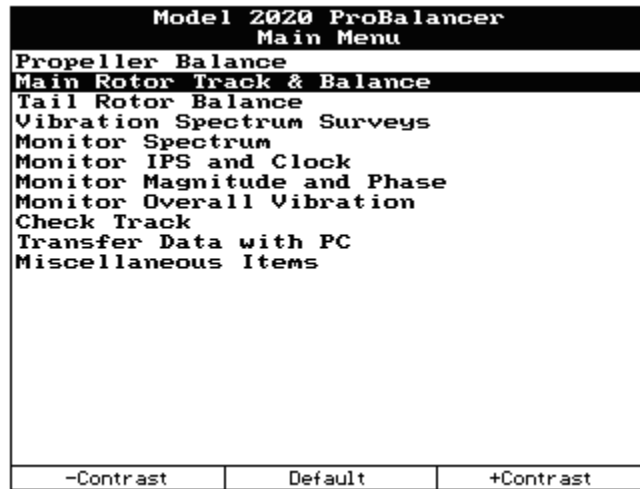 Model 2020 ProBalancer
Main Menu
Propeller Balance
Main Rotor Track & Balance
Tail Rotor Balance
Vibration Spectrum Surveys
Monitor Spectrum
Monitor IPS and Clock
Monitor Magnitude and Phase
Monitor Overall Vibration
Check Track
Transfer Data with PC
Miscellaneous Items
-Contrast Default +Contrast